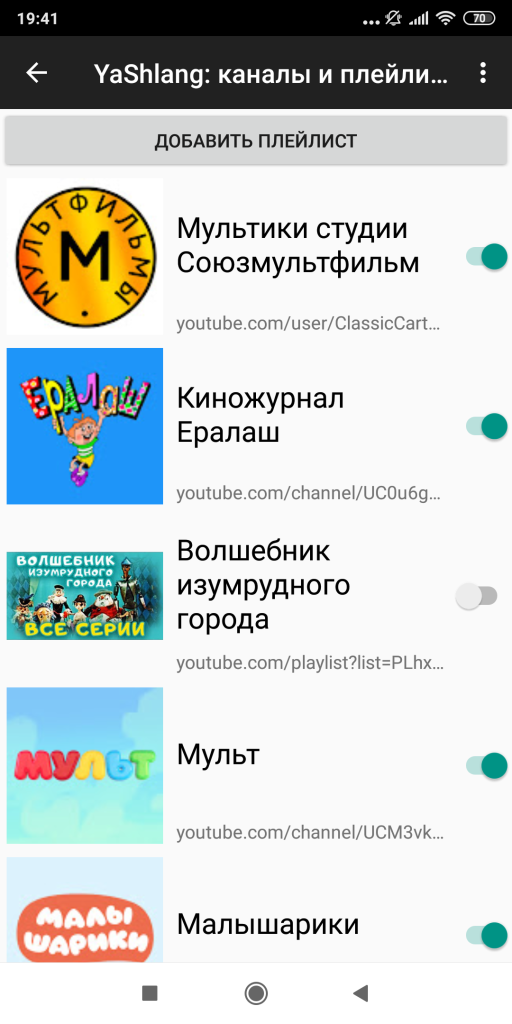 19:41
70
YaShlang: каналы и плейли...
ДОБАВИТЬ ПЛЕЙЛИСТ
МУЛЬТФИЛЬМЫ
М
Мультики студии
Союзмультфильм
youtube.com/user/ClassicCart...
ЕРАЛАШ
Киножурнал
Ералаш
youtube.com/channel/UC0u6g...
ВОЛШЕБНИК
ИЗУМРУДНОГО
ГОРОДА
ВСЕ СЕРИИ
Волшебник
изумрудного
города
youtube.com/playlist?list=PLhx...
МУЛЬТ
Мульт
youtube.com/channel/UCM3vk...
МАЛЫ
ШАРИКИ
Малышарики